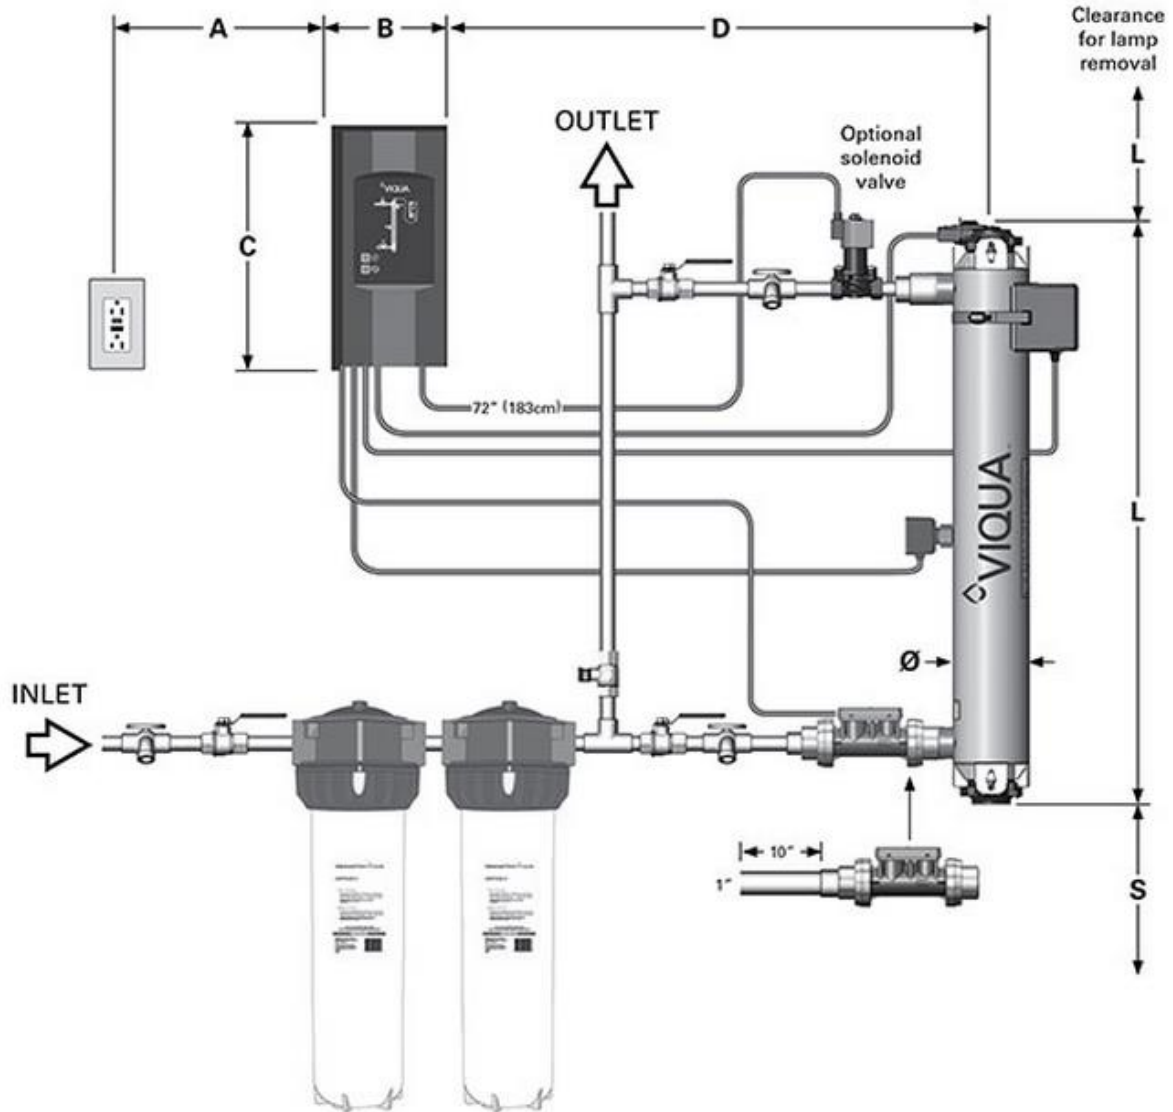 A
B
D
Clearance
for lamp
removal
OUTLET
Optional
solenoid
valve
L
VIQUA
C
72" (183cm)
L
VIQUA
Ø
INLET
10"
1"
S